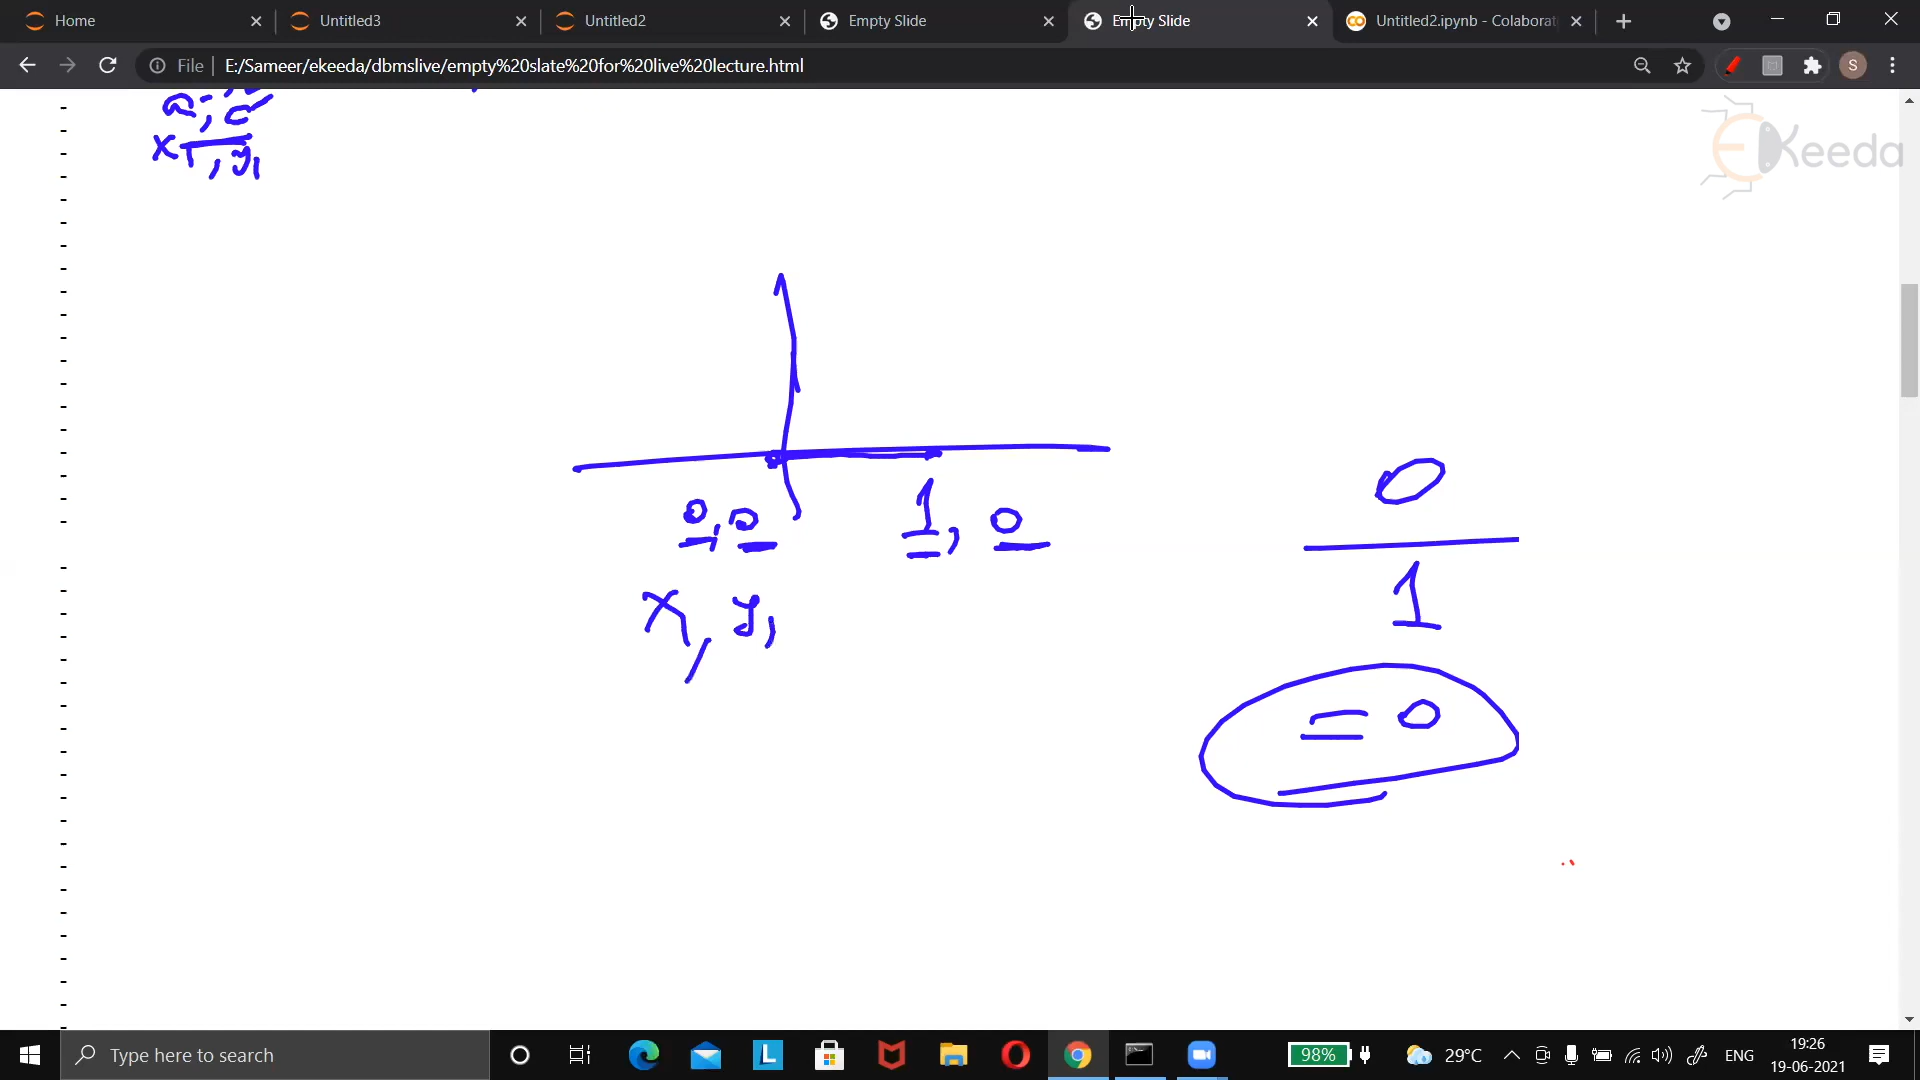 Home
Untitled3
Untitled2
Empty Slide
Empty Slide
Untitled2.ipynb - Colaborat
File
E:/Sameer/ekeeda/dbmslive/empty%20slate%20for%20live%20lecture.html
S
Keeda
x1, y1
0, 0
1, 0
x1, y1
0
1
= 0
L
Type here to search
98%
29°C
ENG
19:26
19-06-2021